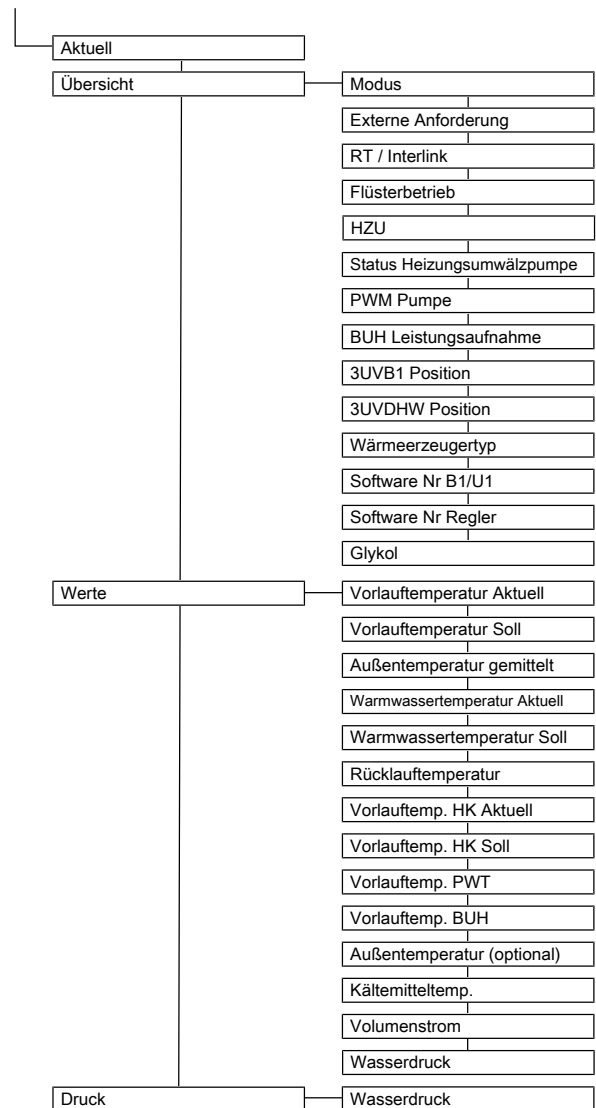 Aktuell
Übersicht
Modus
Externe Anforderung
RT / Interlink
Flüsterbetrieb
HZU
Status Heizungsumwälzpumpe
PWM Pumpe
BUH Leistungsaufnahme
3UVB1 Position
3UVDHW Position
Wärmeerzeugertyp
Software Nr B1/U1
Software Nr Regler
Glykol
Werte
Vorlauftemperatur Aktuell
Vorlauftemperatur Soll
Außentemperatur gemittelt
Warmwassertemperatur Aktuell
Warmwassertemperatur Soll
Rücklauftemperatur
Vorlauftemp. HK Aktuell
Vorlauftemp. HK Soll
Vorlauftemp. PWT
Vorlauftemp. BUH
Außentemperatur (optional)
Kältemitteltemp.
Volumenstrom
Wasserdruck
Druck
Wasserdruck